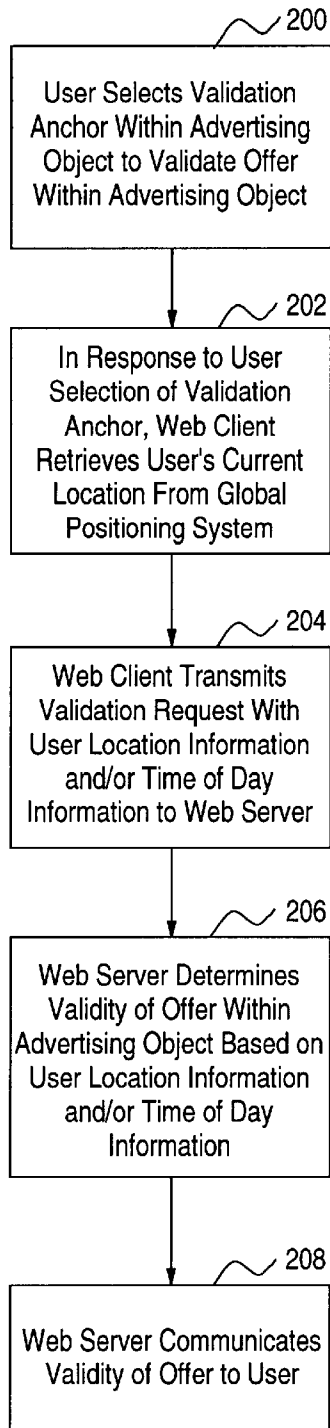 200
User Selects Validation
Anchor Within Advertising
Object to Validate Offer
Within Advertising Object
202
In Response to User
Selection of Validation
Anchor, Web Client
Retrieves User's Current
Location From Global
Positioning System
204
Web Client Transmits
Validation Request With
User Location Information
and/or Time of Day
Information to Web Server
206
Web Server Determines
Validity of Offer Within
Advertising Object Based on
User Location Information
and/or Time of Day
Information
208
Web Server Communicates
Validity of Offer to User